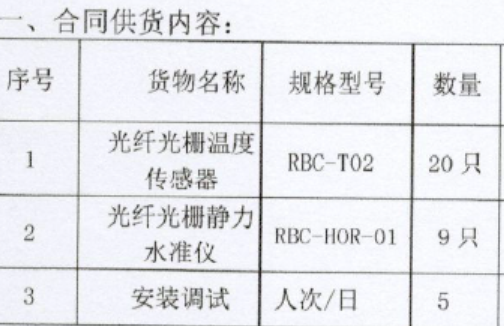 一、合同供货内容：
序号 货物名称 规格型号 数量
1 光纤光栅温度传感器 RBC-T02 20 只
2 光纤光栅静力水准仪 RBC-HOR-01 9 只
3 安装调试 人次/日 5